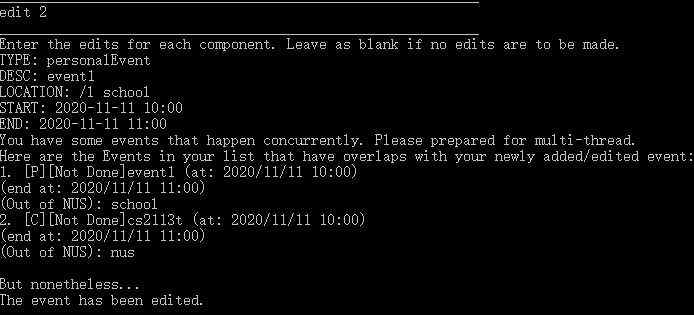 edit 2
Enter the edits for each component. Leave as blank if no edits are to be made.
TYPE: personalEvent
DESC: event1
LOCATION: /l school
START: 2020-11-11 10:00
END: 2020-11-11 11:00
You have some events that happen concurrently. Please prepared for multi-thread.
Here are the Events in your list that have overlaps with your newly added/edited event:
1. [P][Not Done]event1 (at: 2020/11/11 10:00)
(end at: 2020/11/11 11:00)
(Out of NUS): school
2. [C][Not Done]cs2113t (at: 2020/11/11 10:00)
(end at: 2020/11/11 11:00)
(Out of NUS): nus
But nonetheless...
The event has been edited.